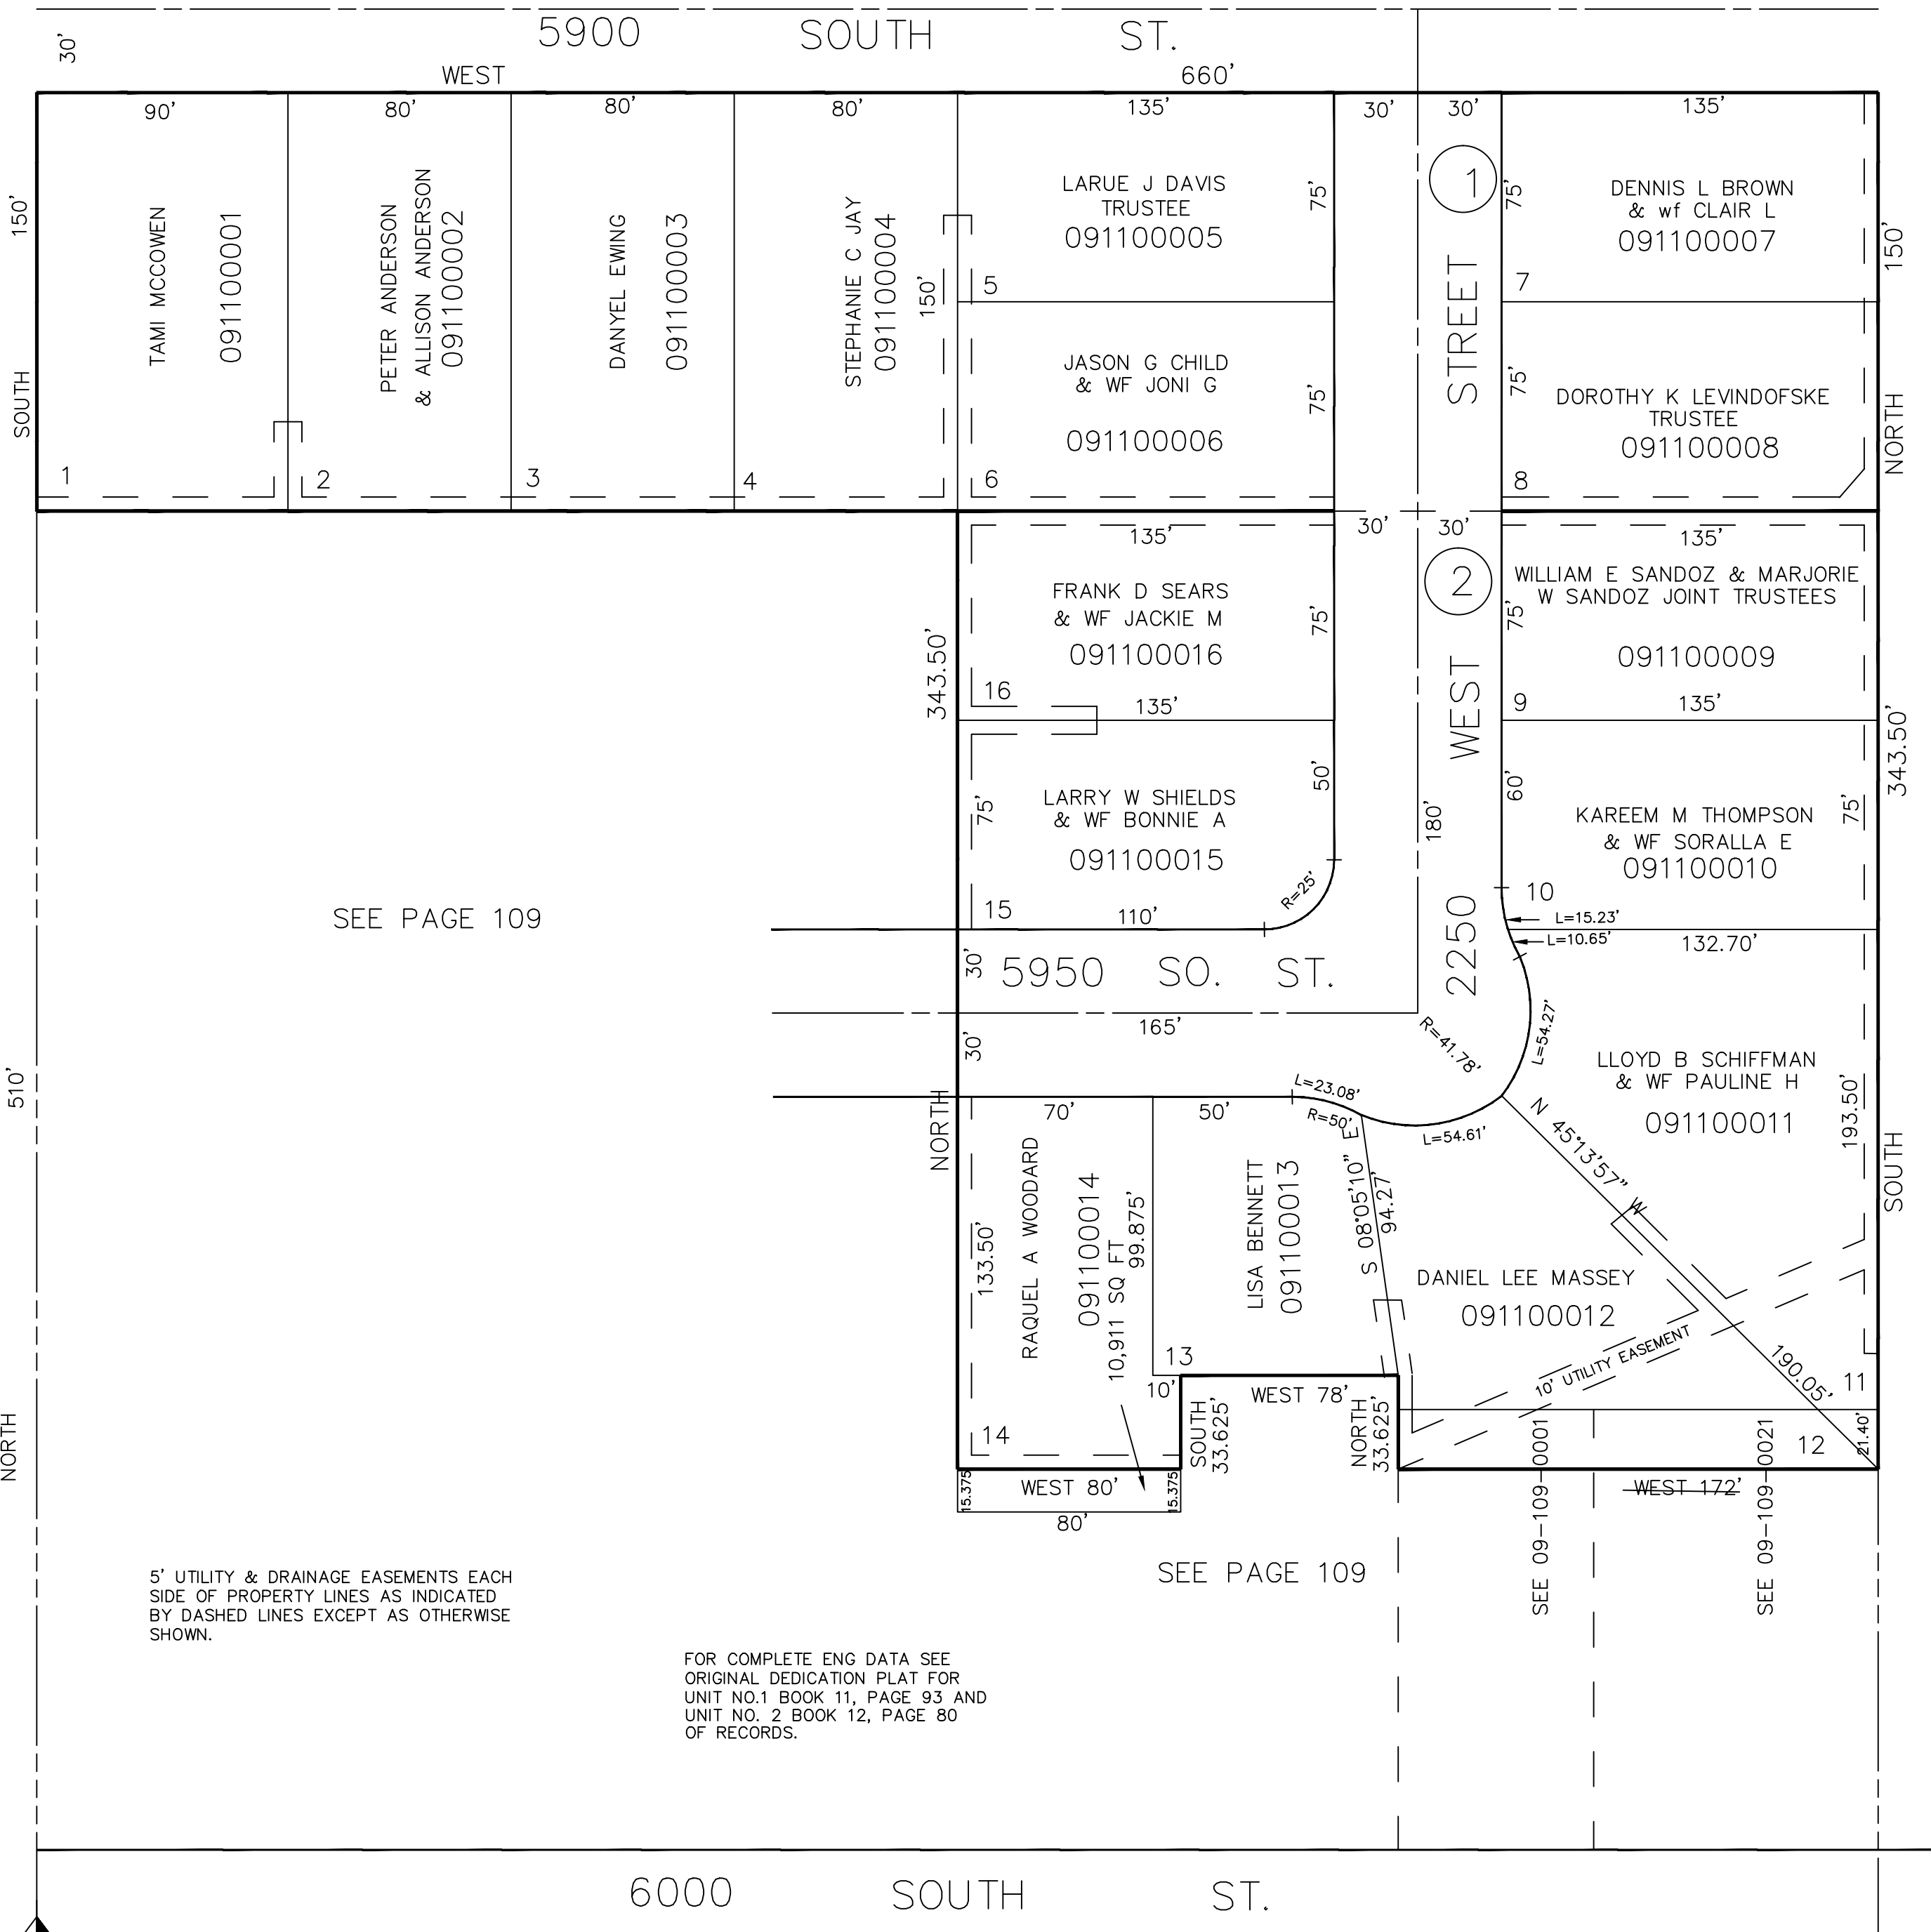 5900 SOUTH ST.
30'
WEST 660'
90' 80' 80' 80' 135' 30' 30' 135'
150'
SOUTH
TAMI MCCOWEN
091100001
1
PETER ANDERSON
& ALLISON ANDERSON
091100002
2
DANYEL EWING
091100003
3
STEPHANIE C JAY
091100004
4
150'
LARUE J DAVIS
TRUSTEE
091100005
5
75'
JASON G CHILD
& WF JONI G
091100006
6
75'
1
STREET
75'
DENNIS L BROWN
& wf CLAIR L
091100007
7
150'
75'
DOROTHY K LEVINDOFSKE
TRUSTEE
091100008
8
NORTH
135' 30' 30' 135'
FRANK D SEARS
& WF JACKIE M
091100016
16
75'
343.50'
135'
2
WEST
75'
WILLIAM E SANDOZ & MARJORIE
W SANDOZ JOINT TRUSTEES
091100009
9
135'
343.50'
LARRY W SHIELDS
& WF BONNIE A
091100015
15
75'
50'
R=25'
110'
180'
2250
60'
KAREEM M THOMPSON
& WF SORALLA E
091100010
10
75'
L=15.23'
L=10.65'
132.70'
SEE PAGE 109
30'
5950 SO. ST.
165'
30'
R=41.78'
L=54.27'
LLOYD B SCHIFFMAN
& WF PAULINE H
091100011
193.50'
SOUTH
11
510'
NORTH
NORTH
70' 50'
L=23.08'
R=50'
L=54.61'
N 45°13'57" W
190.05'
133.50'
RAQUEL A WOODARD
091100014
10,911 SQ FT
99.875'
14
LISA BENNETT
091100013
13
S 08°05'10" E
94.27'
DANIEL LEE MASSEY
091100012
10' UTILITY EASEMENT
12
21.40'
10'
WEST 78'
SOUTH
33.625'
NORTH
33.625'
WEST 80'
15.375
15.375
80'
WEST 172'
SEE 09-109-0001
SEE 09-109-0021
SEE PAGE 109
5' UTILITY & DRAINAGE EASEMENTS EACH
SIDE OF PROPERTY LINES AS INDICATED
BY DASHED LINES EXCEPT AS OTHERWISE
SHOWN.
FOR COMPLETE ENG DATA SEE
ORIGINAL DEDICATION PLAT FOR
UNIT NO.1 BOOK 11, PAGE 93 AND
UNIT NO. 2 BOOK 12, PAGE 80
OF RECORDS.
6000 SOUTH ST.